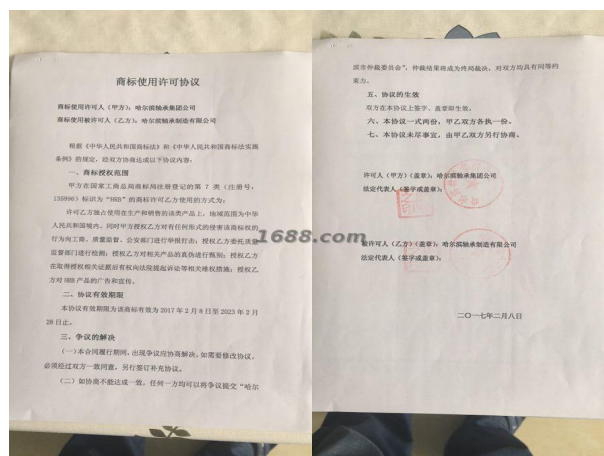 商标使用许可协议
商标使用许可人（甲方）：哈尔滨轴承集团公司
商标使用被许可人（乙方）：哈尔滨轴承制造有限公司
根据《中华人民共和国商标法》和《中华人民共和国商标法实施
条例》的规定，经双方协商达成以下协议内容：
一、商标授权范围
甲方在国家工商总局商标局注册登记的第 7 类（注册号：
135996）标识为“HRB”的商标许可乙方使用的方式为：
许可乙方独占使用在生产和销售的该类产品上，地域范围为中华
人民共和国境内。同时甲方授权乙方对有任何形式的侵害该商标权的
行为向工商、质量监督、公安部门进行举报打击；授权乙方委托质量
监督部门进行检测；授权乙方对相关产品的真伪进行甄别；授权乙方
在取得授权相关证据后有权向法院提起诉讼等相关维权措施；授权乙
方对 HRB 产品的广告和宣传。
二、协议有效期限
本协议有效期限为该商标有效为 2017 年 2 月 8 日至 2023 年 2 月
28 日止。
三、争议的解决
（一）本合同履行期间，出现争议应协商解决，如需要修改协议，
必须经过双方一致同意，另行签订补充协议。
（二）如协商不能达成一致，任何一方均可以将争议提交“哈尔
滨市仲裁委员会”，仲裁结果将成为终局裁决，对双方均具有同等约
束力。
五、协议的生效
双方在本协议上签字、盖章即生效。
六、本协议一式两份，甲乙双方各执一份。
七、本协议未尽事宜，由甲乙双方另行协商。
许可人（甲方）（盖章）：哈尔滨轴承集团公司
法定代表人（签字或盖章）：
被许可人（乙方）（盖章）：哈尔滨轴承制造有限公司
法定代表人（签字或盖章）：
二〇一七年二月八日
1688.com